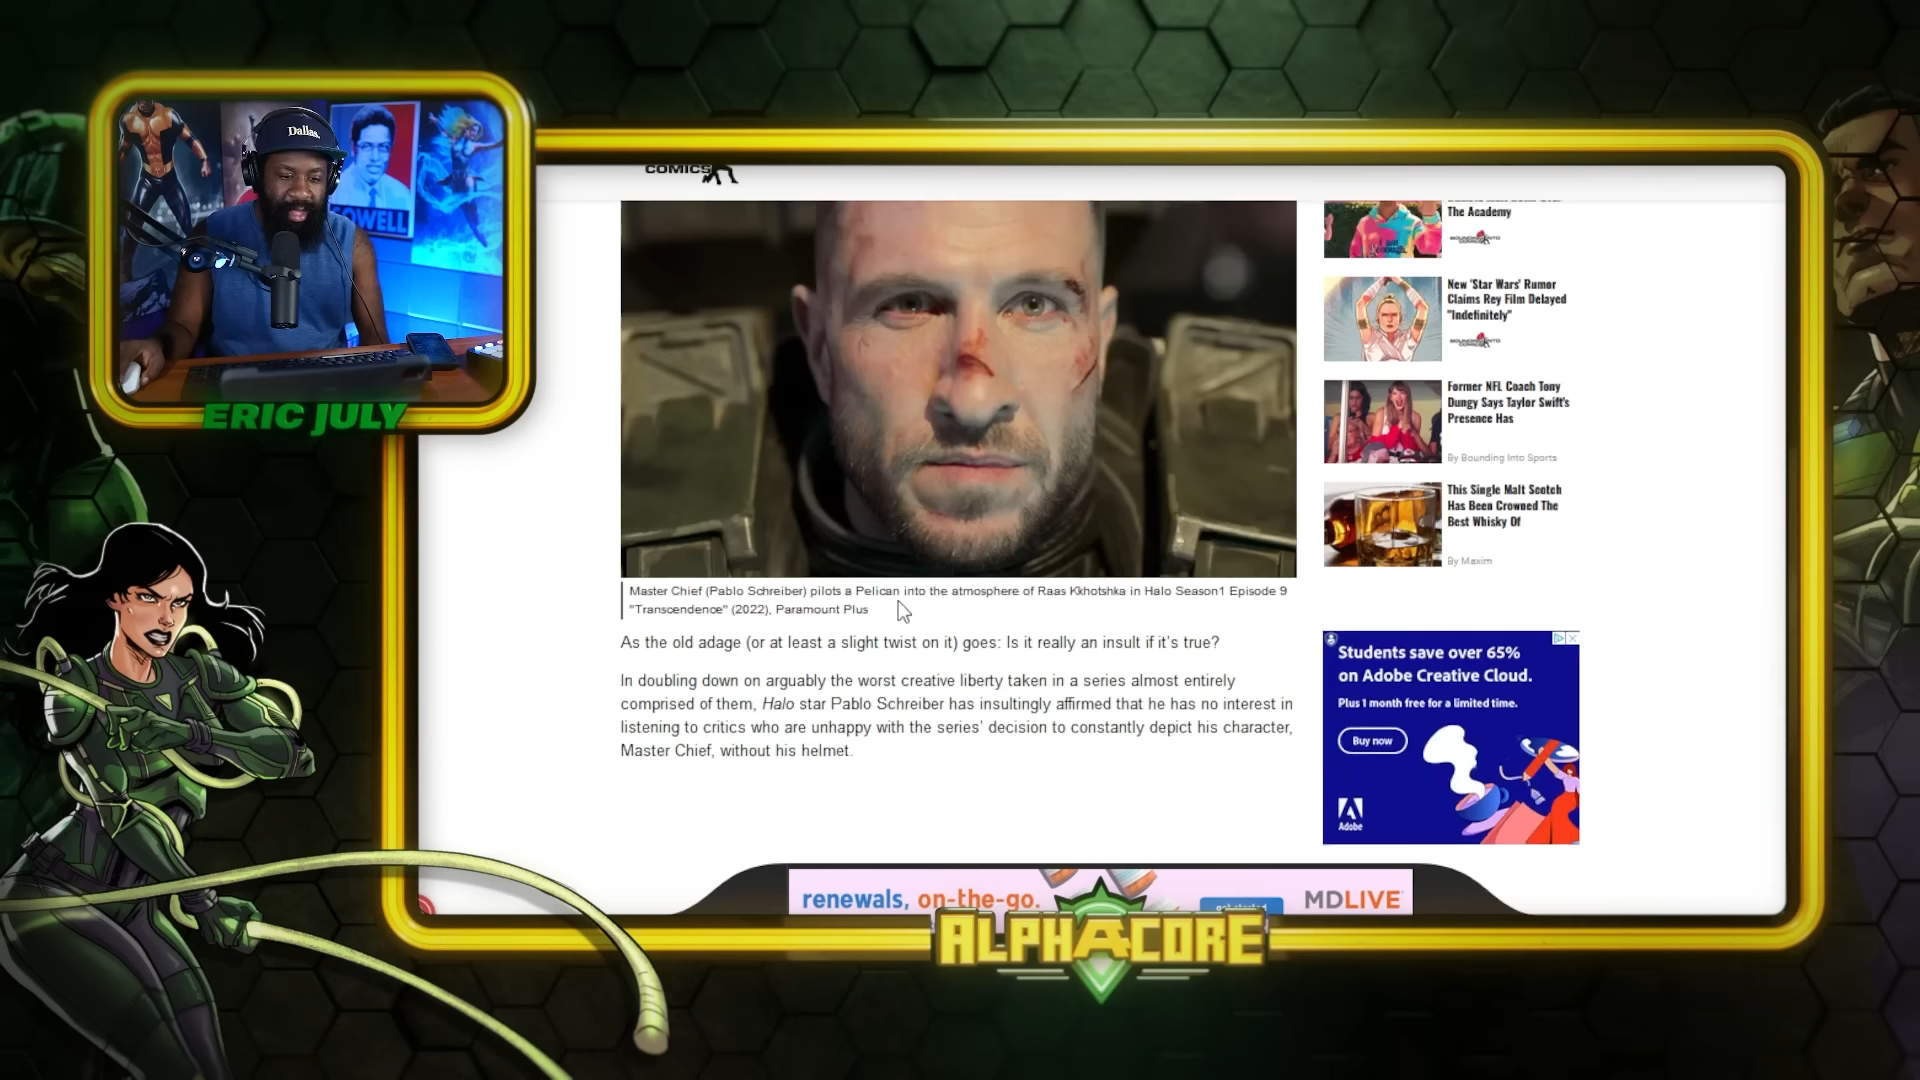 Dallas.
SOWELL
ERIC JULY
COMICS
The Academy
New 'Star Wars' Rumor
Claims Rey Film Delayed
"Indefinitely"
Former NFL Coach Tony
Dungy Says Taylor Swift's
Presence Has
By Bounding Into Sports
This Single Malt Scotch
Has Been Crowned The
Best Whisky Of
By Maxim
Master Chief (Pablo Schreiber) pilots a Pelican into the atmosphere of Raas Kkhotshka in Halo Season1 Episode 9
"Transcendence" (2022), Paramount Plus
As the old adage (or at least a slight twist on it) goes: Is it really an insult if it's true?
In doubling down on arguably the worst creative liberty taken in a series almost entirely
comprised of them, Halo star Pablo Schreiber has insultingly affirmed that he has no interest in
listening to critics who are unhappy with the series' decision to constantly depict his character,
Master Chief, without his helmet.
Students save over 65%
on Adobe Creative Cloud.
Plus 1 month free for a limited time.
Buy now
Adobe
renewals, on-the-go.
MDLIVE
ALPHACORE